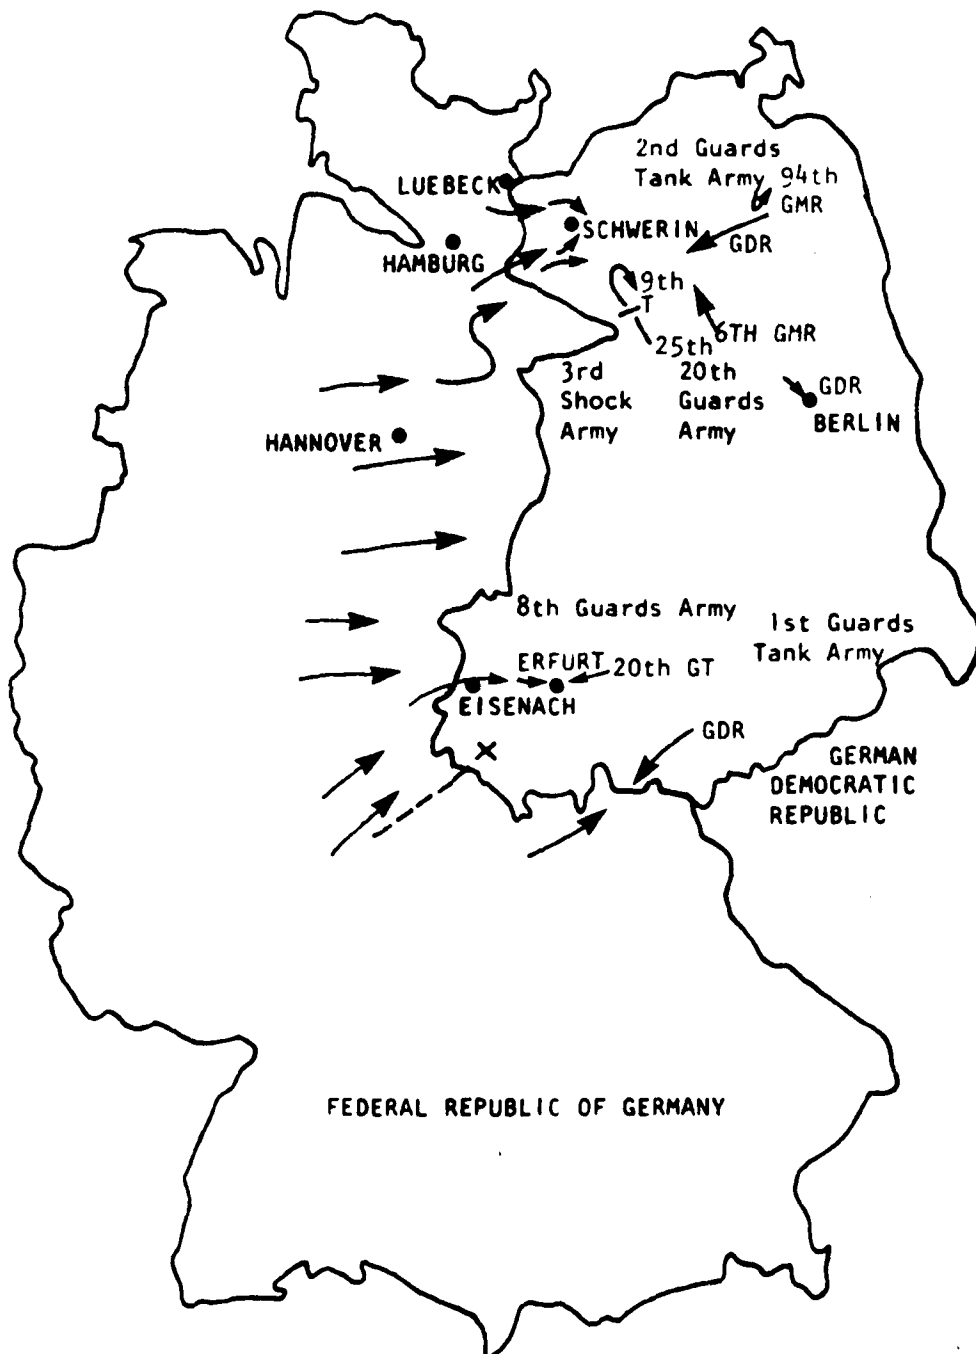 2nd Guards
Tank Army
94th
GMR
LUEBECK
SCHWERIN
GDR
HAMBURG
9th
T
6TH GMR
25th
3rd
Shock
Army
20th
Guards
Army
GDR
BERLIN
HANNOVER
8th Guards Army
1st Guards
Tank Army
ERFURT
20th GT
EISENACH
GDR
X
GERMAN
DEMOCRATIC
REPUBLIC
FEDERAL REPUBLIC OF GERMANY